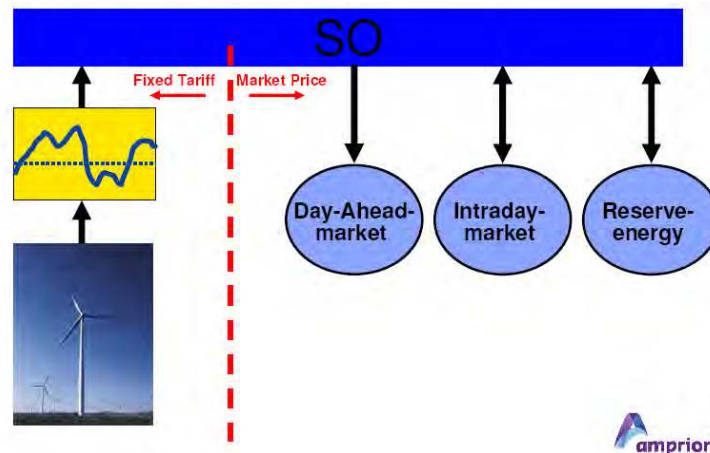 SO
Fixed Tariff
Market Price
Day-Ahead-
market
Intraday-
market
Reserve-
energy
amprion